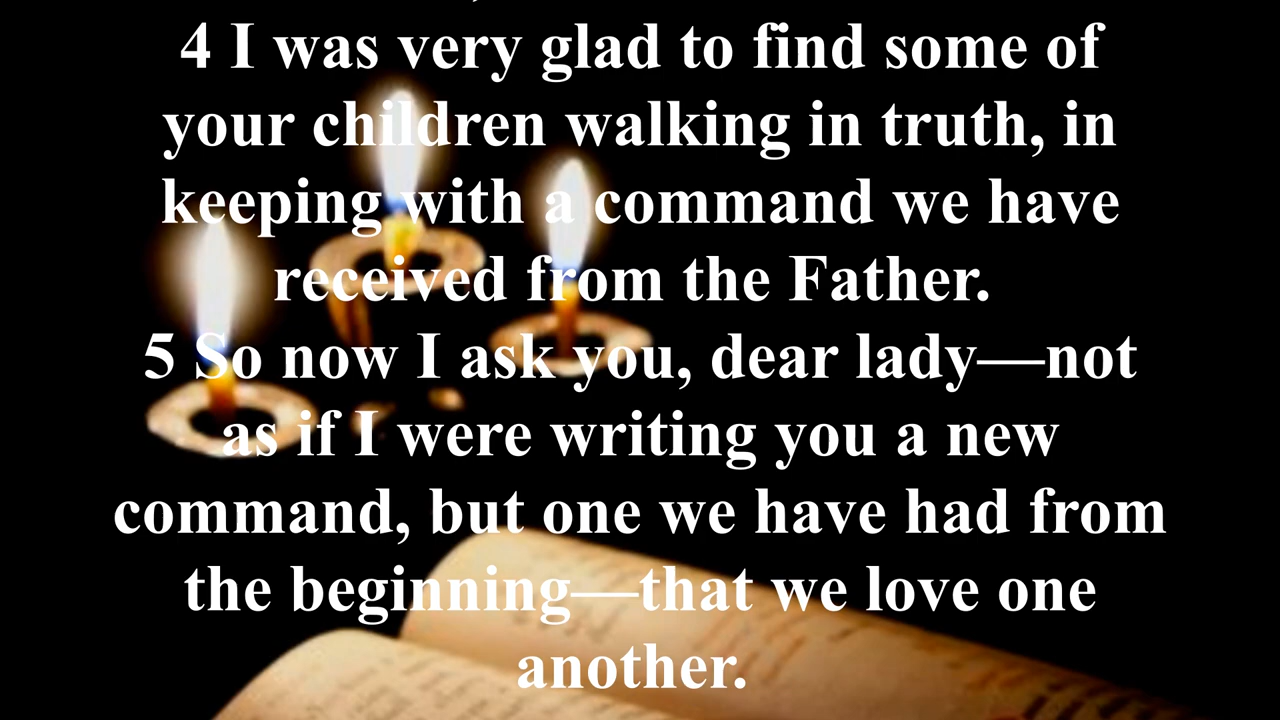 4 I was very glad to find some of
your children walking in truth, in
keeping with a command we have
received from the Father.
5 So now I ask you, dear lady—not
as if I were writing you a new
command, but one we have had from
the beginning—that we love one
another.